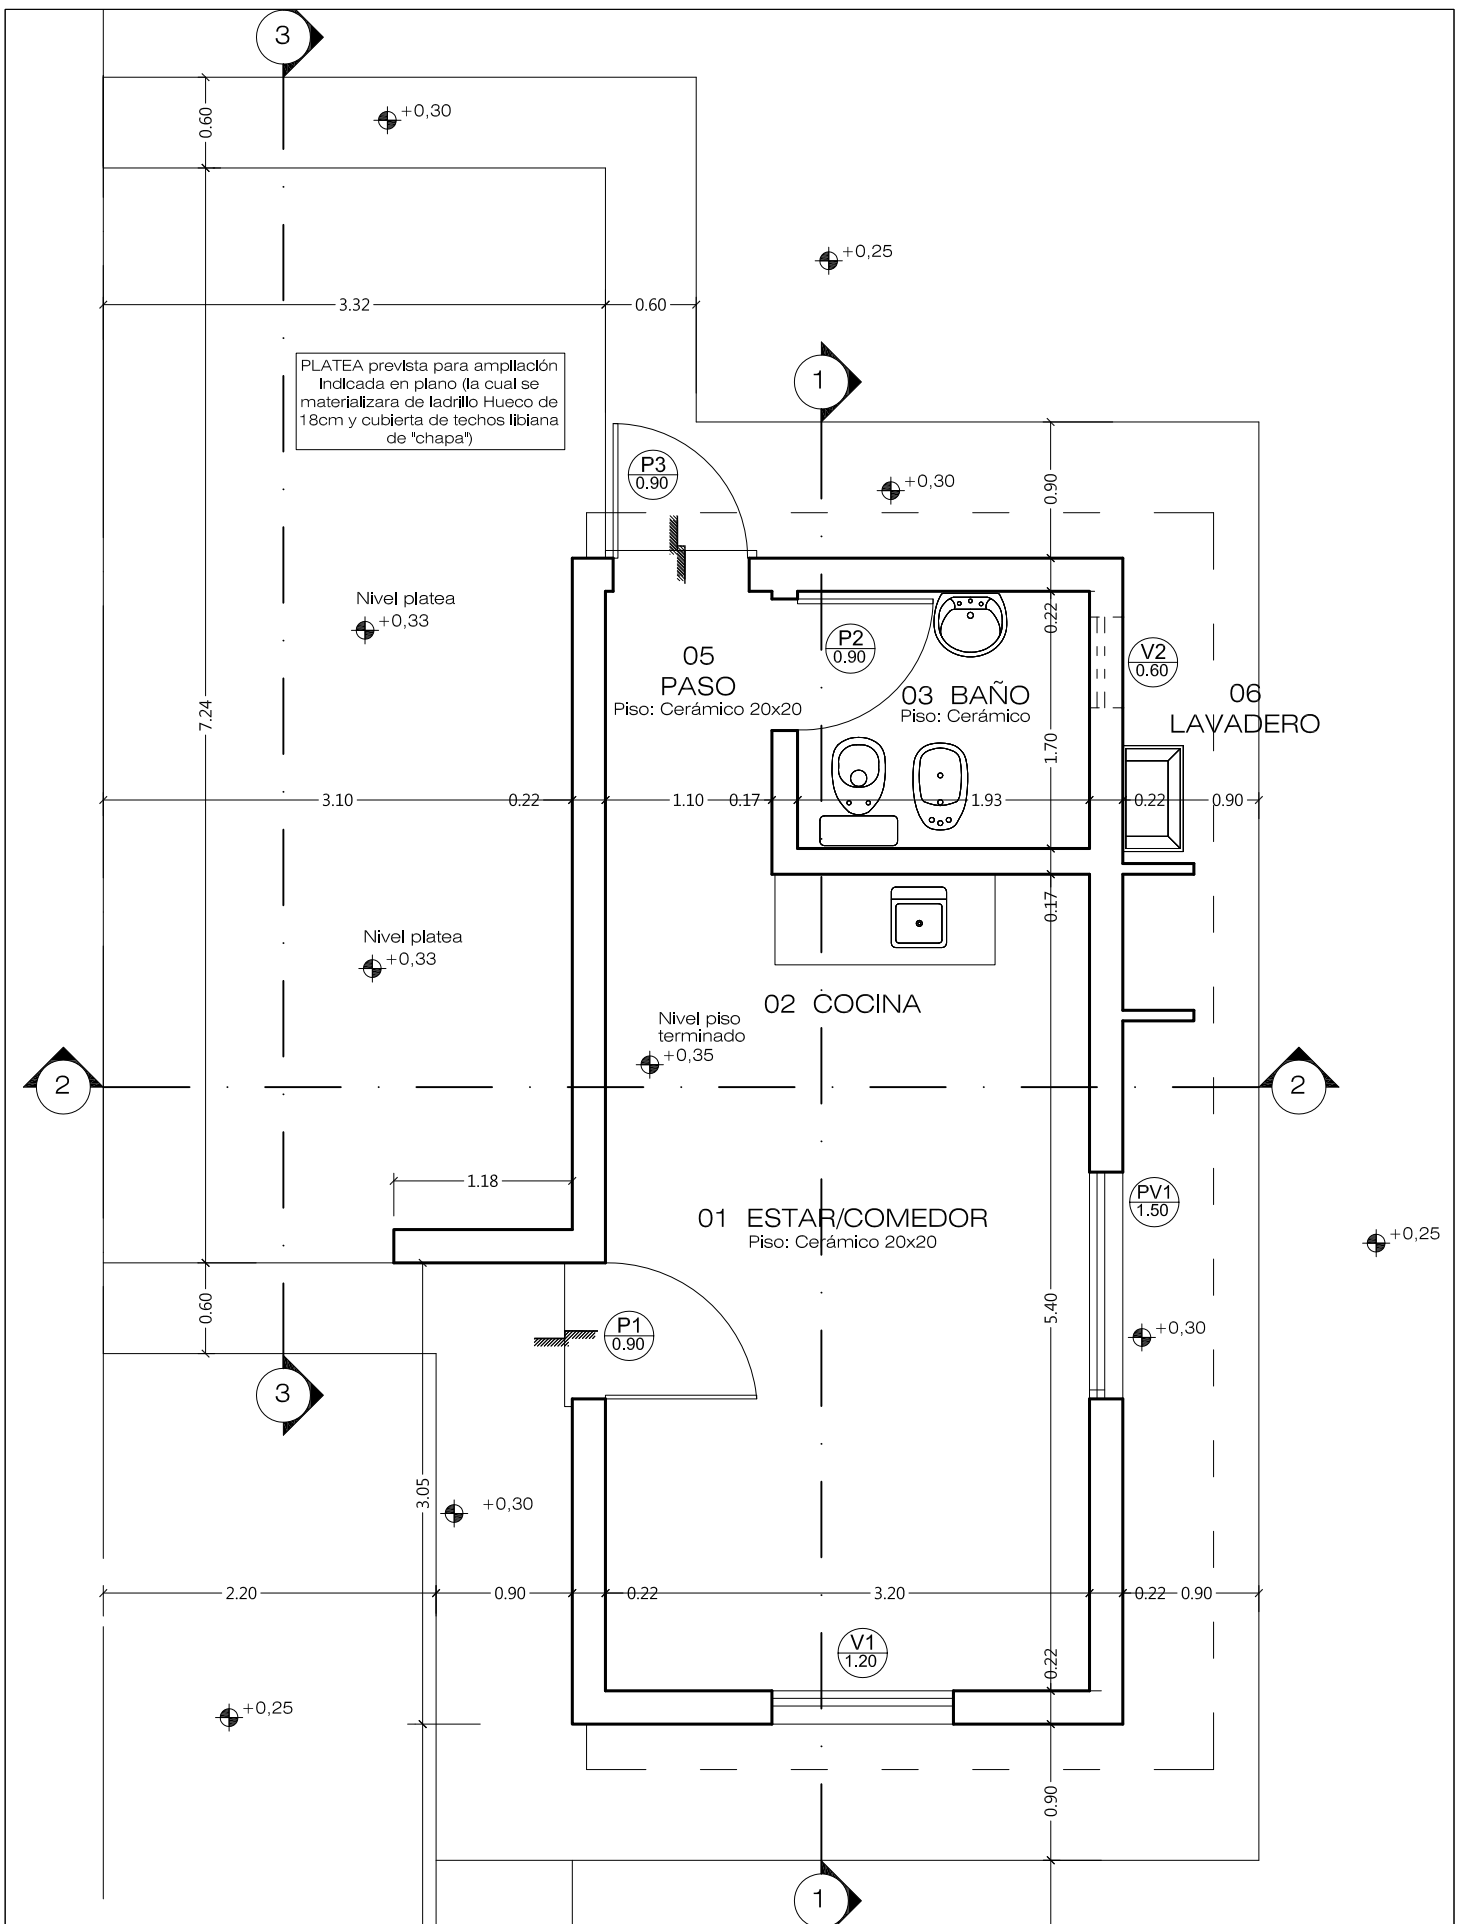 3
+0,30
0.60
+0,25
3.32
0.60
PLATEA prevista para ampliación
indicada en plano (la cual se
materializara de ladrillo Hueco de
18cm y cubierta de techos libiana
de "chapa")
1
P3
0.90
+0,30
0.90
Nivel platea
+0,33
0.22
P2
0.90
V2
0.60
05
PASO
Piso: Cerámico 20x20
03 BAÑO
Piso: Cerámico
06
LAVADERO
7.24
1.70
3.10
0.22
1.10
0.17
1.93
0.22
0.90
0.17
Nivel platea
+0,33
02 COCINA
Nivel piso
terminado
+0,35
2
2
1.18
PV1
1.50
01 ESTAR/COMEDOR
Piso: Cerámico 20x20
+0,25
0.60
5.40
P1
0.90
+0,30
3
3.05
+0,30
2.20
0.90
0.22
3.20
0.22
0.90
V1
1.20
0.22
+0,25
0.90
1